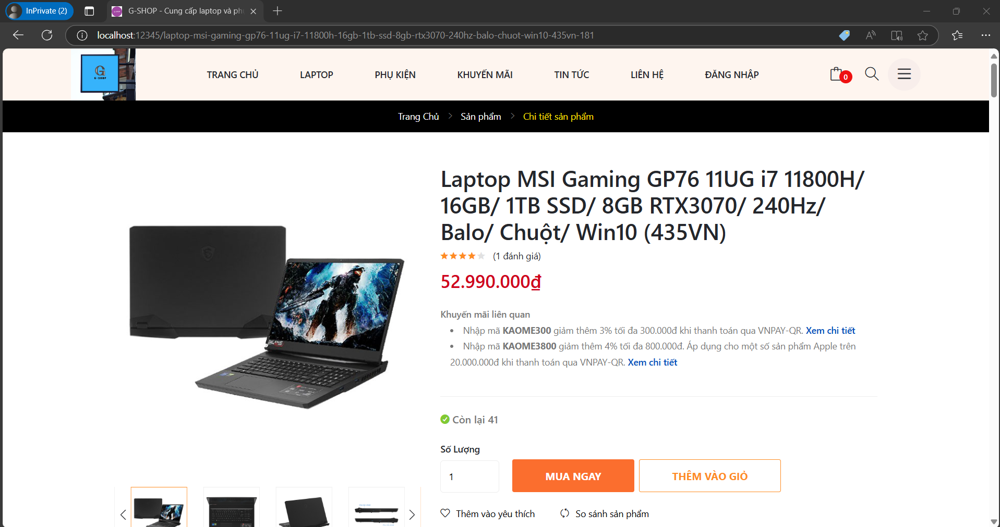 InPrivate (2)
G-SHOP - Cung cấp laptop và ph
localhost:12345/laptop-msi-gaming-gp76-11ug-i7-11800h-16gb-1tb-ssd-8gb-rtx3070-240hz-balo-chuot-win10-435vn-181
G
G-SHOP
TRANG CHỦ
LAPTOP
PHỤ KIỆN
KHUYẾN MÃI
TIN TỨC
LIÊN HỆ
ĐĂNG NHẬP
0
Trang Chủ > Sản phẩm > Chi tiết sản phẩm
Laptop MSI Gaming GP76 11UG i7 11800H/
16GB/ 1TB SSD/ 8GB RTX3070/ 240Hz/
Balo/ Chuột/ Win10 (435VN)
(1 đánh giá)
52.990.000₫
Khuyến mãi liên quan
• Nhập mã KAOME300 giảm thêm 3% tối đa 300.000đ khi thanh toán qua VNPAY-QR. Xem chi tiết
• Nhập mã KAOME3800 giảm thêm 4% tối đa 800.000đ. Áp dụng cho một số sản phẩm Apple trên
20.000.000đ khi thanh toán qua VNPAY-QR. Xem chi tiết
Còn lại 41
Số Lượng
1
MUA NGAY
THÊM VÀO GIỎ
Thêm vào yêu thích
So sánh sản phẩm